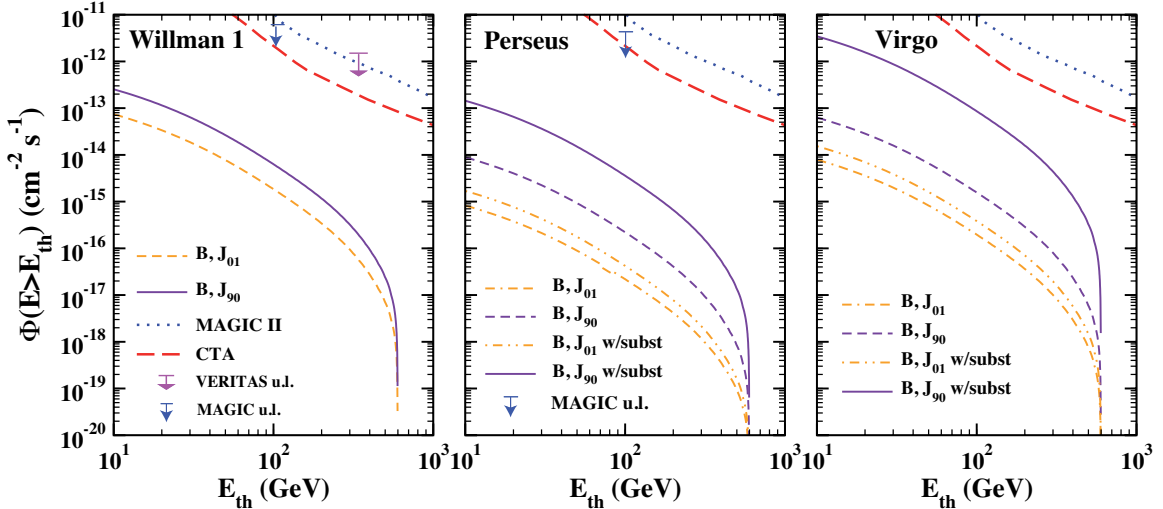 Φ(E>E_th) (cm^-2 s^-1)
10^-11
10^-12
10^-13
10^-14
10^-15
10^-16
10^-17
10^-18
10^-19
10^-20
Willman 1
B, J_01
B, J_90
MAGIC II
CTA
VERITAS u.l.
MAGIC u.l.
10^1
10^2
10^3
E_th (GeV)
Perseus
B, J_01
B, J_90
B, J_01 w/subst
B, J_90 w/subst
MAGIC u.l.
10^1
10^2
10^3
E_th (GeV)
Virgo
B, J_01
B, J_90
B, J_01 w/subst
B, J_90 w/subst
10^1
10^2
10^3
E_th (GeV)